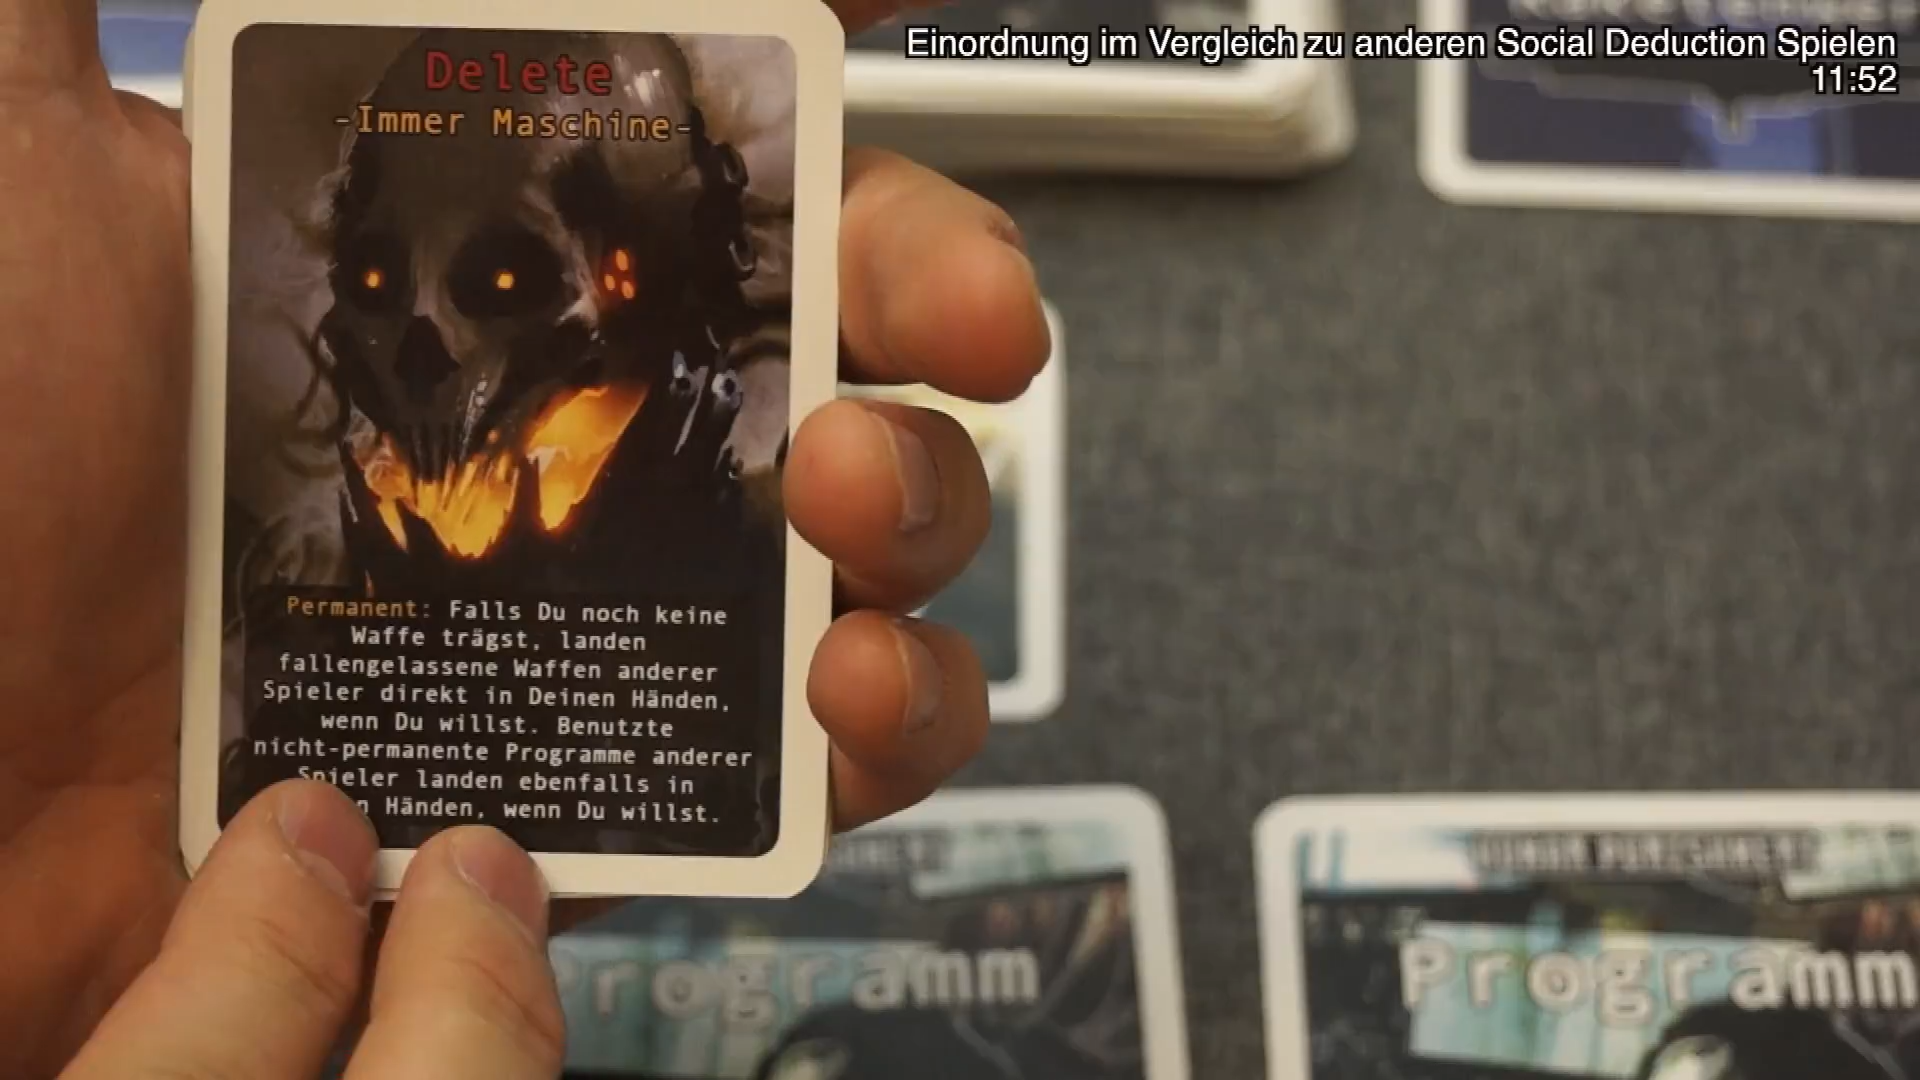 Einordnung im Vergleich zu anderen Social Deduction Spielen
11:52
Delete
-Immer Maschine-
Permanent: Falls Du noch keine
Waffe trägst, landen
fallengelassene Waffen anderer
Spieler direkt in Deinen Händen,
wenn Du willst. Benutzte
nicht-permanente Programme anderer
Spieler landen ebenfalls in
n Händen, wenn Du willst.
HUMAN PUNISHMENT
Programm
Programm